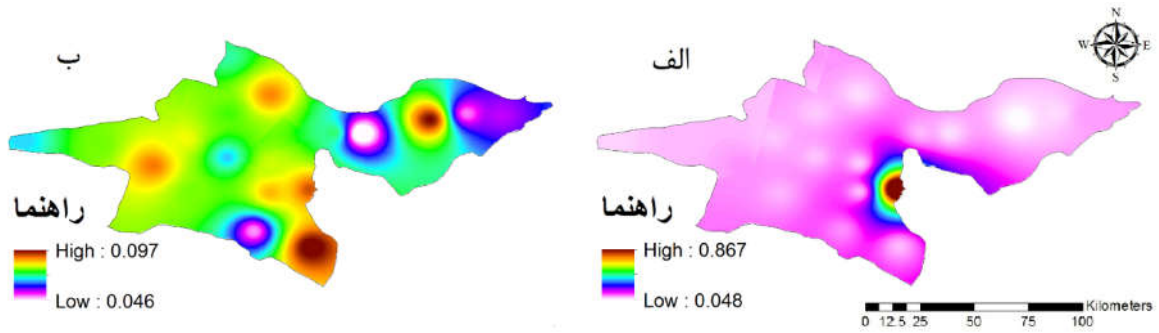 الف
N
W E
S
راهنما
High : 0.867
Low : 0.048
Kilometers
0 12.5 25 50 75 100
ب
راهنما
High : 0.097
Low : 0.046